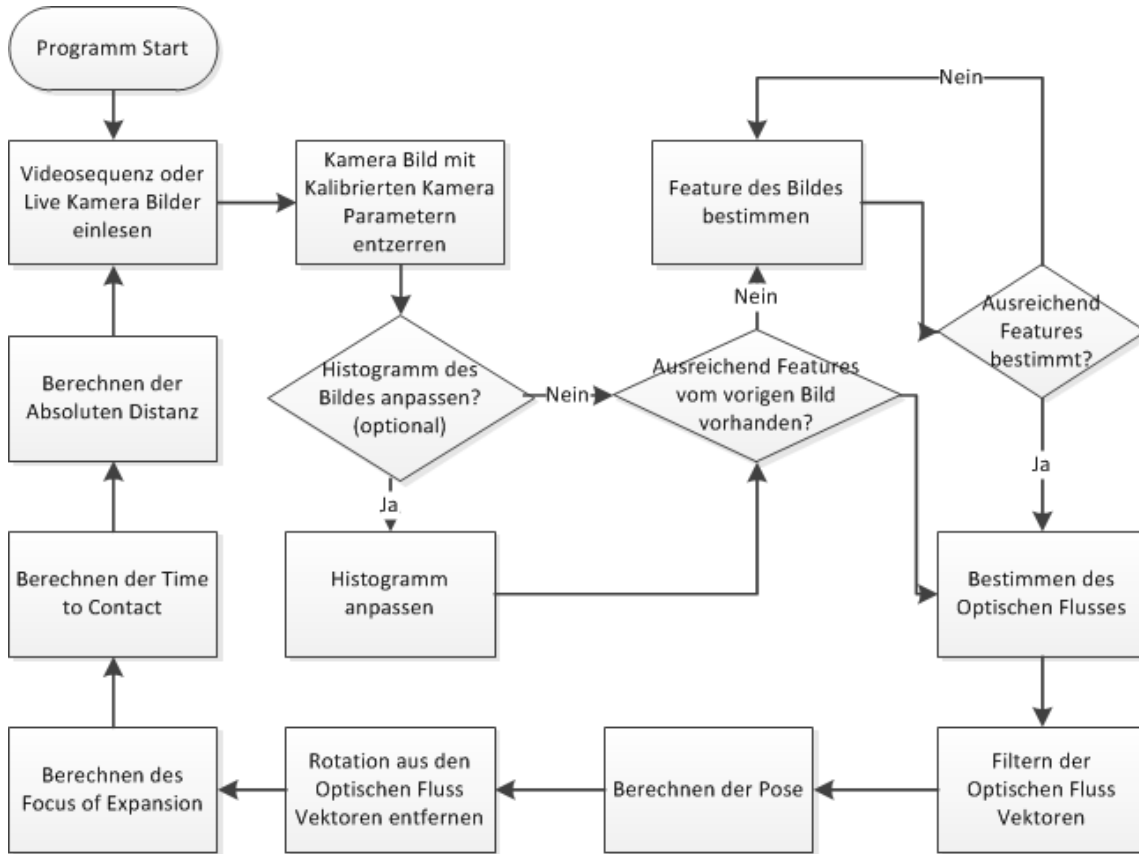 Programm Start
Videosequenz oder
Live Kamera Bilder
einlesen
Kamera Bild mit
Kalibrierten Kamera
Parametern
entzerren
Histogramm des
Bildes anpassen?
(optional)
Nein
Ja
Histogramm
anpassen
Ausreichend Features
vom vorigen Bild
vorhanden?
Nein
Feature des Bildes
bestimmen
Nein
Ausreichend
Features
bestimmt?
Ja
Bestimmen des
Optischen Flusses
Filtern der
Optischen Fluss
Vektoren
Berechnen der Pose
Rotation aus den
Optischen Fluss
Vektoren entfernen
Berechnen des
Focus of Expansion
Berechnen der Time
to Contact
Berechnen der
Absoluten Distanz